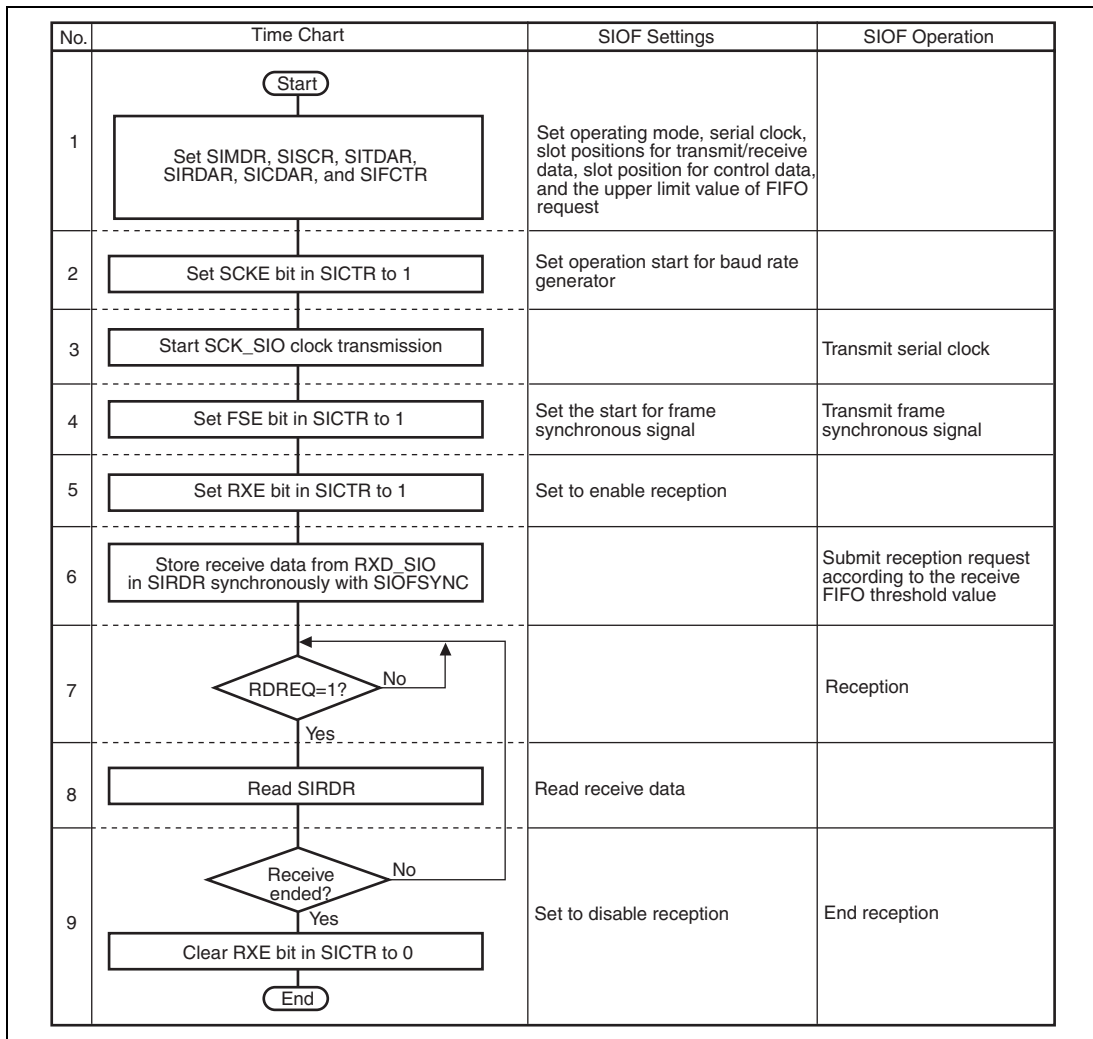 No.
Time Chart
SIOF Settings
SIOF Operation
1
Start
Set SIMDR, SISCR, SITDAR,
SIRDAR, SICDAR, and SIFCTR
Set operating mode, serial clock,
slot positions for transmit/receive
data, slot position for control data,
and the upper limit value of FIFO
request
2
Set SCKE bit in SICTR to 1
Set operation start for baud rate
generator
3
Start SCK_SIO clock transmission
Transmit serial clock
4
Set FSE bit in SICTR to 1
Set the start for frame
synchronous signal
Transmit frame
synchronous signal
5
Set RXE bit in SICTR to 1
Set to enable reception
6
Store receive data from RXD_SIO
in SIRDR synchronously with SIOFSYNC
Submit reception request
according to the receive
FIFO threshold value
7
RDREQ=1?
No
Yes
Reception
8
Read SIRDR
Read receive data
9
Receive
ended?
No
Yes
Clear RXE bit in SICTR to 0
End
Set to disable reception
End reception